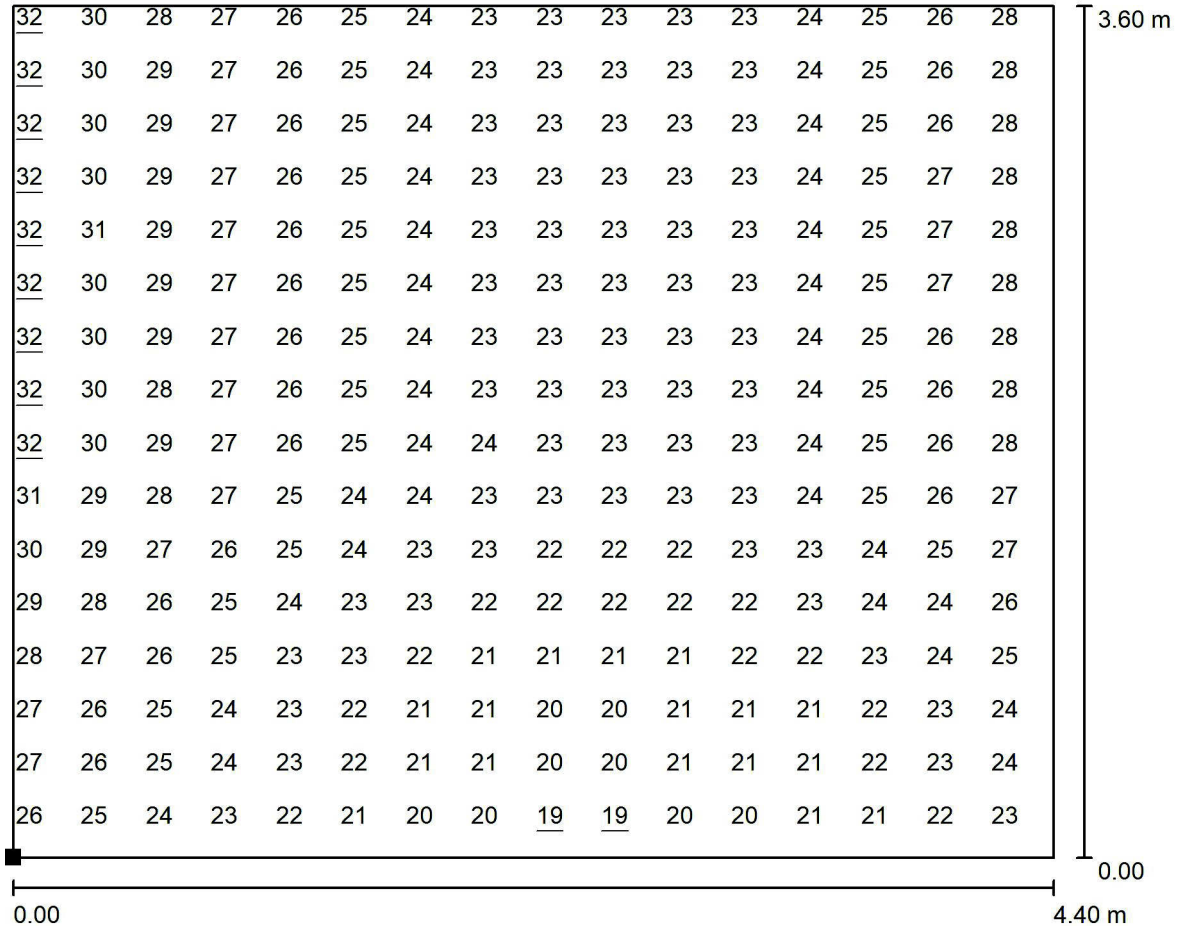 32 30 28 27 26 25 24 23 23 23 23 23 24 25 26 28 3.60 m
32 30 29 27 26 25 24 23 23 23 23 23 24 25 26 28
32 30 29 27 26 25 24 23 23 23 23 23 24 25 26 28
32 30 29 27 26 25 24 23 23 23 23 23 24 25 27 28
32 31 29 27 26 25 24 23 23 23 23 23 24 25 27 28
32 30 29 27 26 25 24 23 23 23 23 23 24 25 27 28
32 30 29 27 26 25 24 23 23 23 23 23 24 25 26 28
32 30 28 27 26 25 24 23 23 23 23 23 24 25 26 28
32 30 29 27 26 25 24 24 23 23 23 23 24 25 26 28
31 29 28 27 25 24 24 23 23 23 23 23 24 25 26 27
30 29 27 26 25 24 23 23 22 22 22 23 23 24 25 27
29 28 26 25 24 23 23 22 22 22 22 22 23 24 24 26
28 27 26 25 23 23 22 21 21 21 21 22 22 23 24 25
27 26 25 24 23 22 21 21 20 20 21 21 21 22 23 24
27 26 25 24 23 22 21 21 20 20 21 21 21 22 23 24
26 25 24 23 22 21 20 20 19 19 20 20 21 21 22 23
0.00
0.00 4.40 m